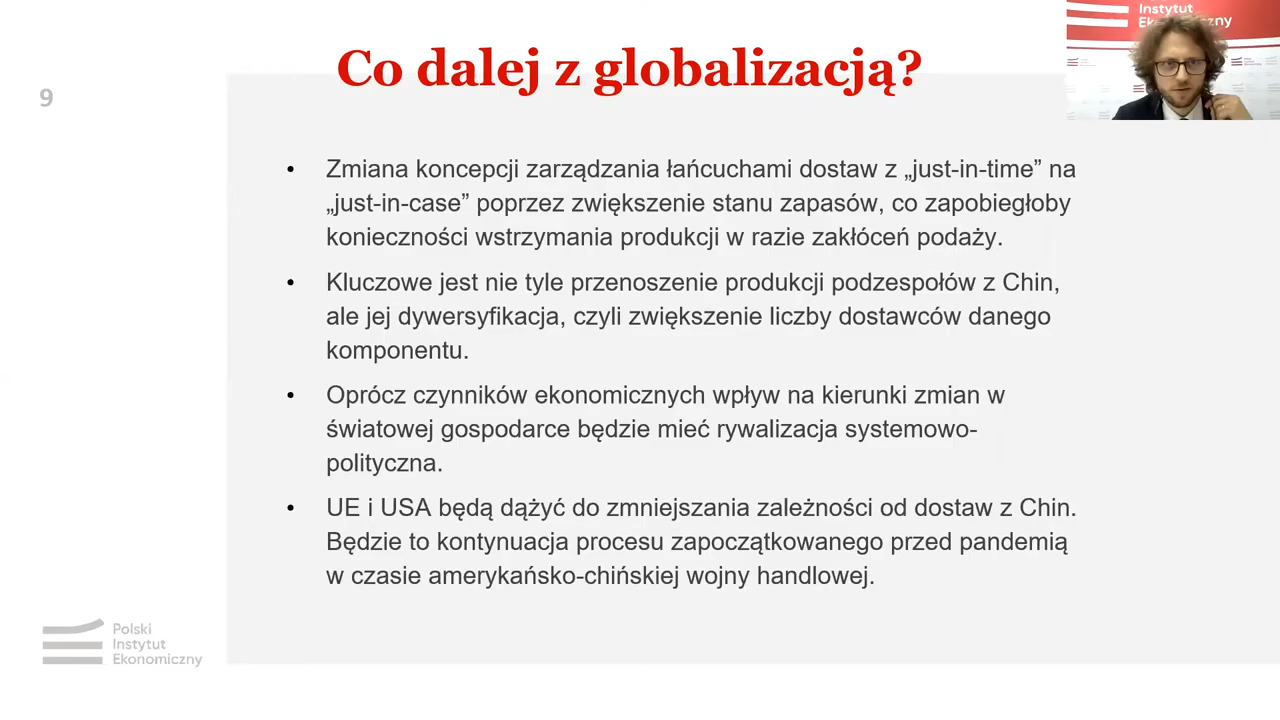 Co dalej z globalizacją?
9
• Zmiana koncepcji zarządzania łańcuchami dostaw z „just-in-time” na
„just-in-case” poprzez zwiększenie stanu zapasów, co zapobiegłoby
konieczności wstrzymania produkcji w razie zakłóceń podaży.
• Kluczowe jest nie tyle przenoszenie produkcji podzespołów z Chin,
ale jej dywersyfikacja, czyli zwiększenie liczby dostawców danego
komponentu.
• Oprócz czynników ekonomicznych wpływ na kierunki zmian w
światowej gospodarce będzie mieć rywalizacja systemowo-
polityczna.
• UE i USA będą dążyć do zmniejszania zależności od dostaw z Chin.
Będzie to kontynuacja procesu zapoczątkowanego przed pandemią
w czasie amerykańsko-chińskiej wojny handlowej.
Polski
Instytut
Ekonomiczny
Instytut